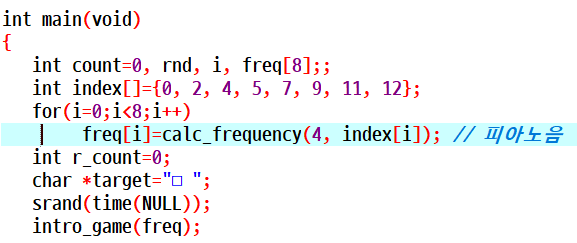 int main(void)
{
int count=0, rnd, i, freq[8];;
int index[]={0, 2, 4, 5, 7, 9, 11, 12};
for(i=0;i<8;i++)
freq[i]=calc_frequency(4, index[i]); // 피아노음
int r_count=0;
char *target="□ ";
srand(time(NULL));
intro_game(freq);